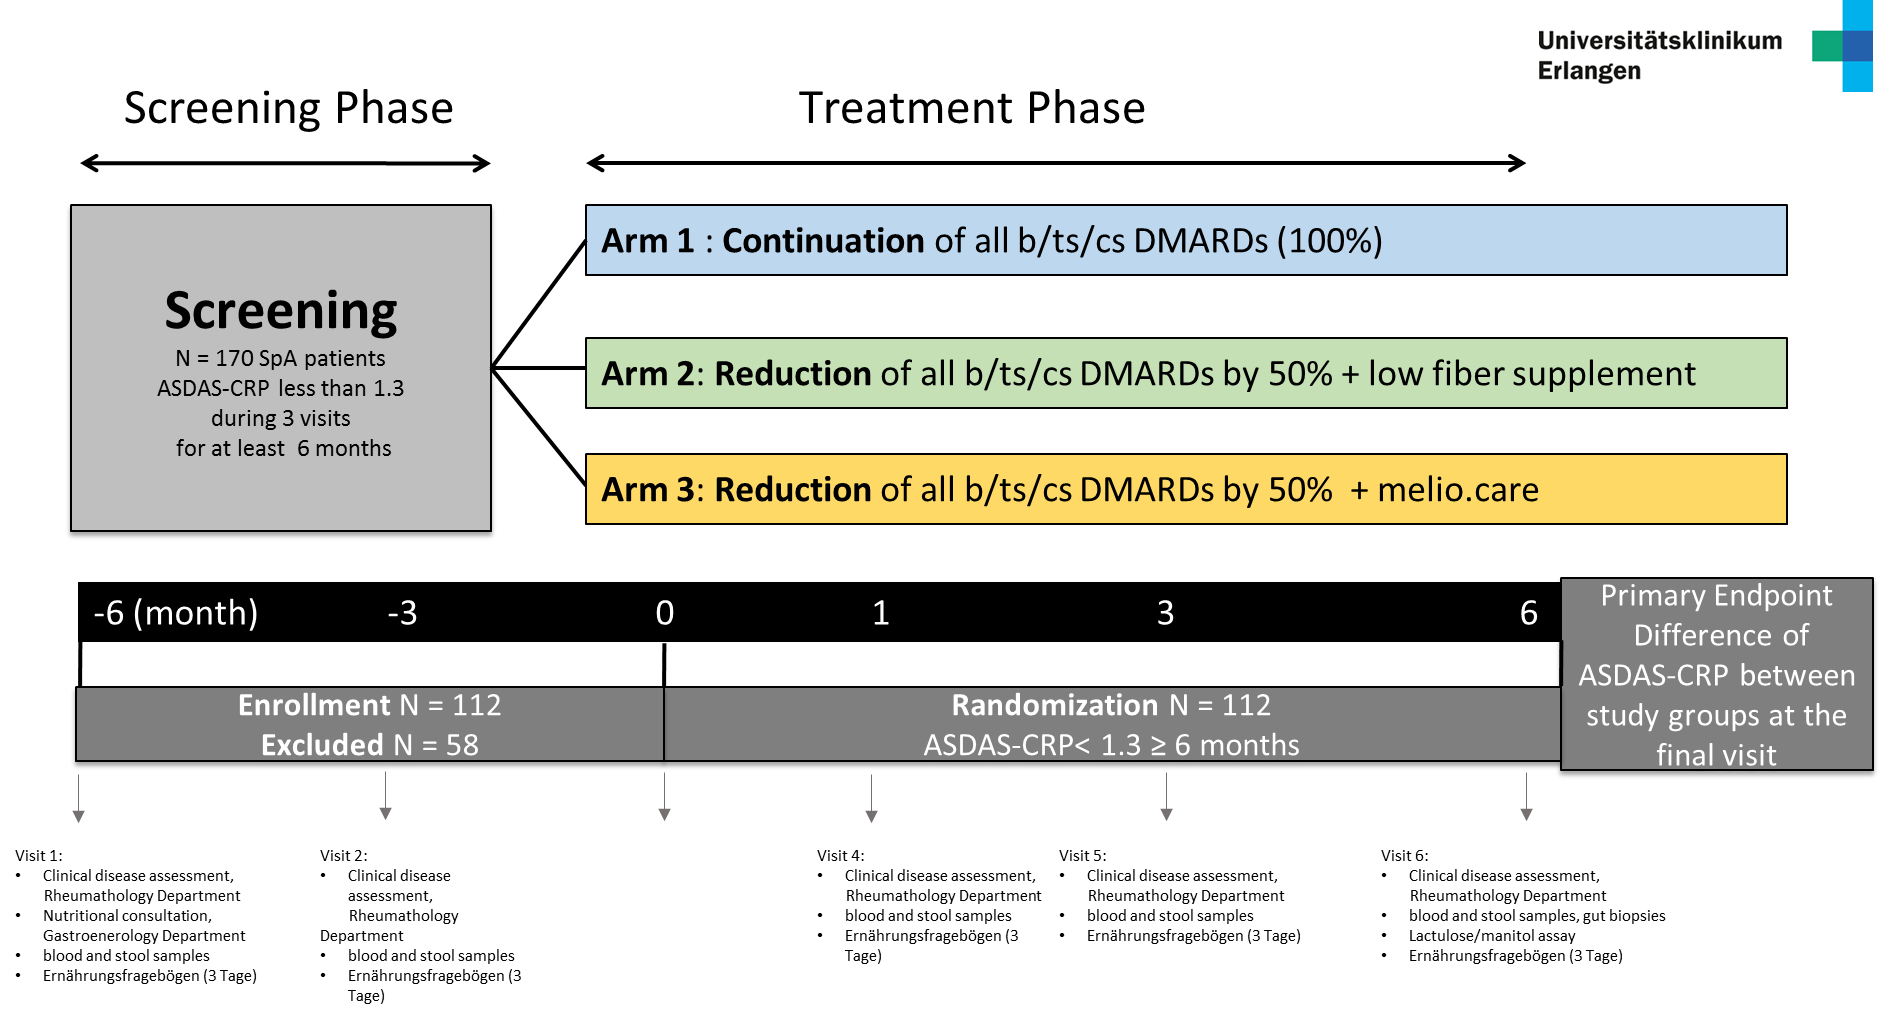 Universitätsklinikum
Erlangen
Screening Phase
Treatment Phase
Screening
N = 170 SpA patients
ASDAS-CRP less than 1.3
during 3 visits
for at least 6 months
Arm 1 : Continuation of all b/ts/cs DMARDs (100%)
Arm 2: Reduction of all b/ts/cs DMARDs by 50% + low fiber supplement
Arm 3: Reduction of all b/ts/cs DMARDs by 50% + melio.care
-6 (month) -3 0 1 3 6
Enrollment N = 112
Excluded N = 58
Randomization N = 112
ASDAS-CRP< 1.3 ≥ 6 months
Primary Endpoint
Difference of
ASDAS-CRP between
study groups at the
final visit
Visit 1:
• Clinical disease assessment,
Rheumathology Department
• Nutritional consultation,
Gastroenerology Department
• blood and stool samples
• Ernährungsfragebögen (3 Tage)
Visit 2:
• Clinical disease
assessment,
Rheumathology
Department
• blood and stool samples
• Ernährungsfragebögen (3
Tage)
Visit 4:
• Clinical disease assessment,
Rheumathology Department
• blood and stool samples
• Ernährungsfragebögen (3
Tage)
Visit 5:
• Clinical disease assessment,
Rheumathology Department
• blood and stool samples
• Ernährungsfragebögen (3 Tage)
Visit 6:
• Clinical disease assessment,
Rheumathology Department
• blood and stool samples, gut biopsies
• Lactulose/manitol assay
• Ernährungsfragebögen (3 Tage)